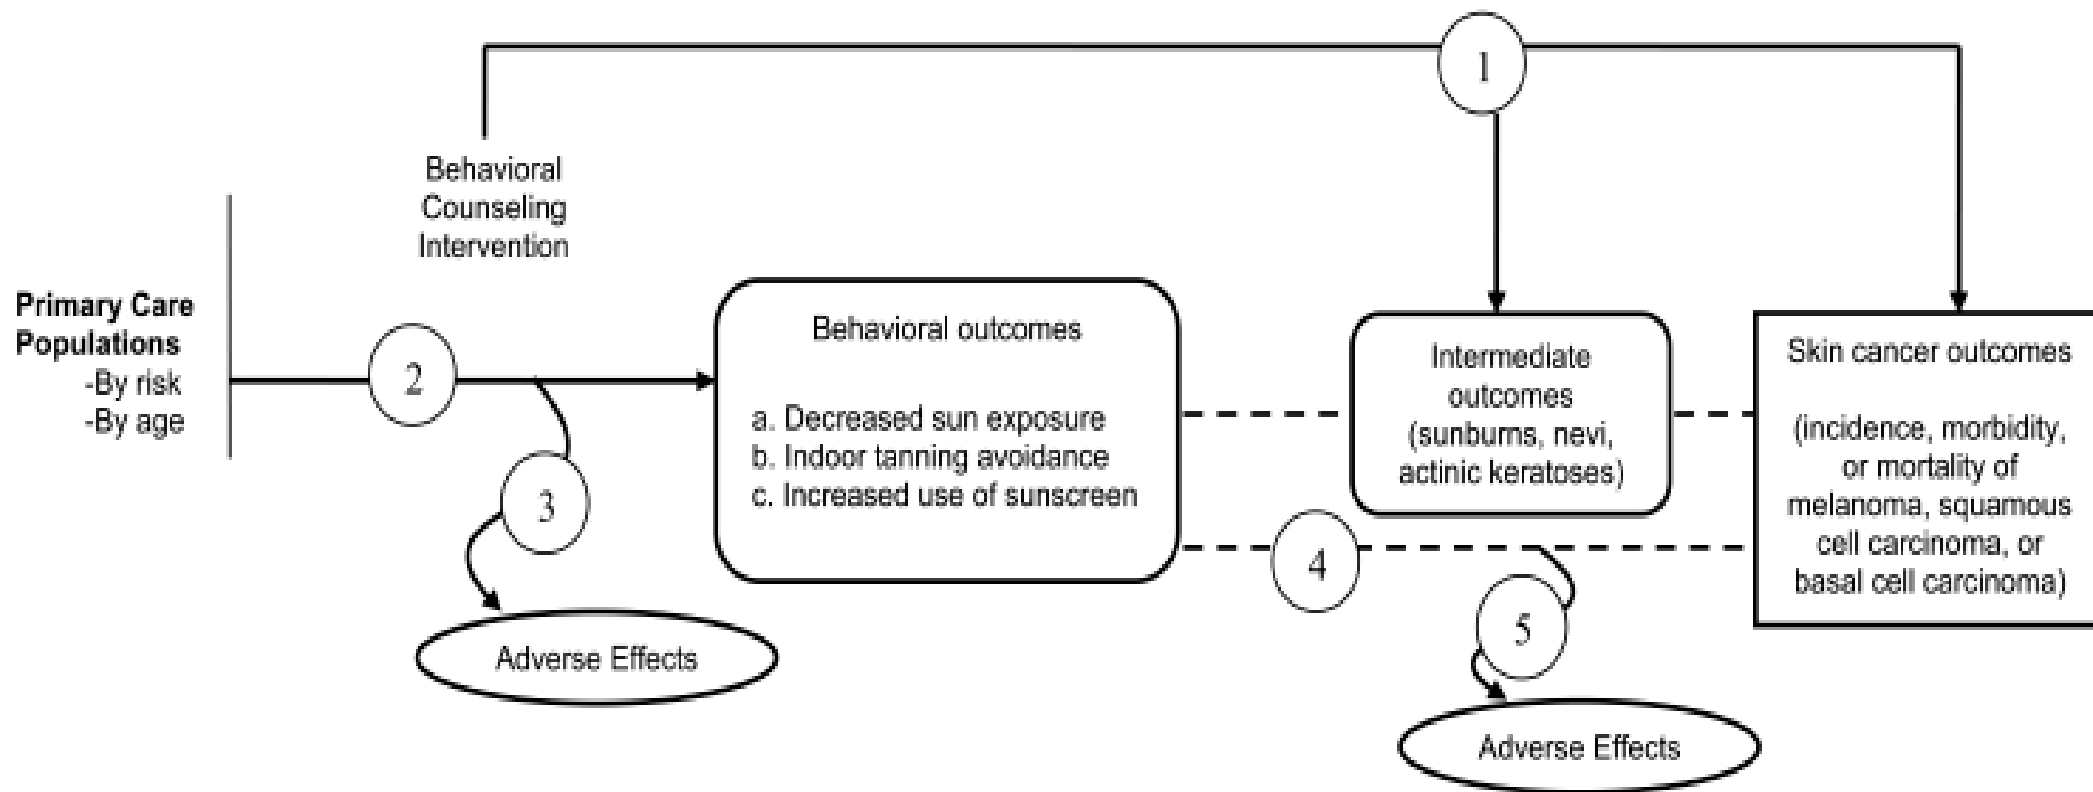 1
Behavioral
Counseling
Intervention
Primary Care
Populations
-By risk
-By age
2
3
Adverse Effects
Behavioral outcomes
a. Decreased sun exposure
b. Indoor tanning avoidance
c. Increased use of sunscreen
Intermediate
outcomes
(sunburns, nevi,
actinic keratoses)
4
5
Adverse Effects
Skin cancer outcomes
(incidence, morbidity,
or mortality of
melanoma, squamous
cell carcinoma, or
basal cell carcinoma)